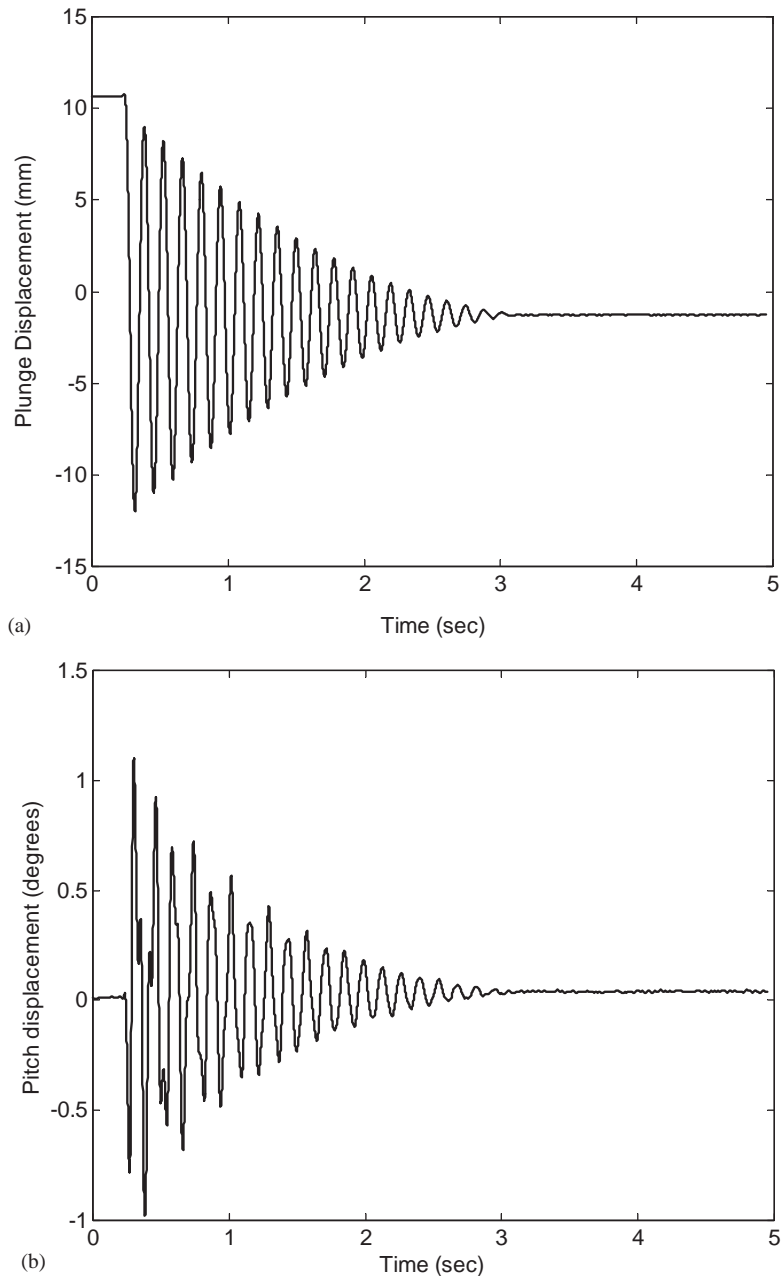 15
10
5
0
-5
-10
-15
Plunge Displacement (mm)
0 1 2 3 4 5
(a)
Time (sec)
1.5
1
0.5
0
-0.5
-1
Pitch displacement (degrees)
0 1 2 3 4 5
(b)
Time (sec)